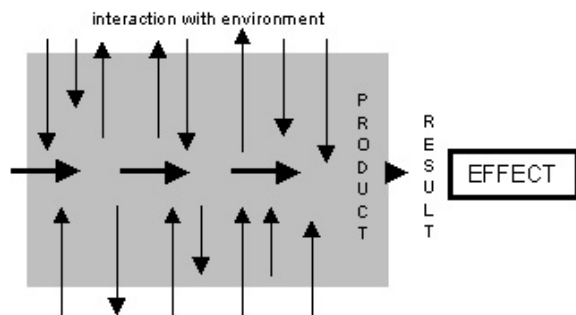 interaction with environment
PRODUCT
RESULT
EFFECT